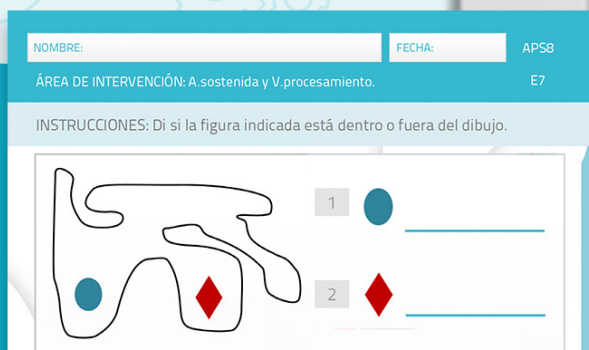 NOMBRE:
FECHA:
APS8
ÁREA DE INTERVENCIÓN: A.sostenida y V.procesamiento.
E7
INSTRUCCIONES: Di si la figura indicada está dentro o fuera del dibujo.
1
2